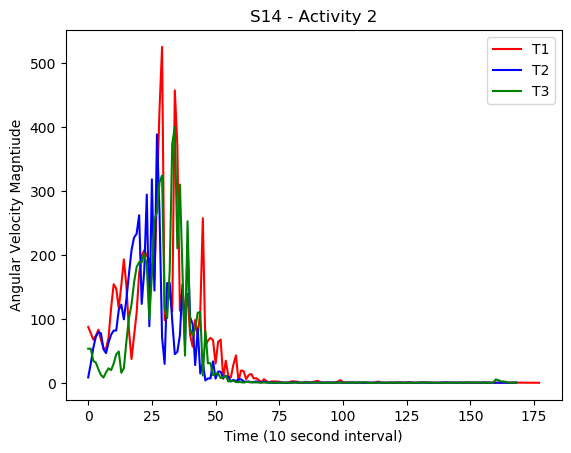 S14 - Activity 2
T1
T2
T3
Angular Velocity Magntiude
500
400
300
200
100
0
0 25 50 75 100 125 150 175
Time (10 second interval)